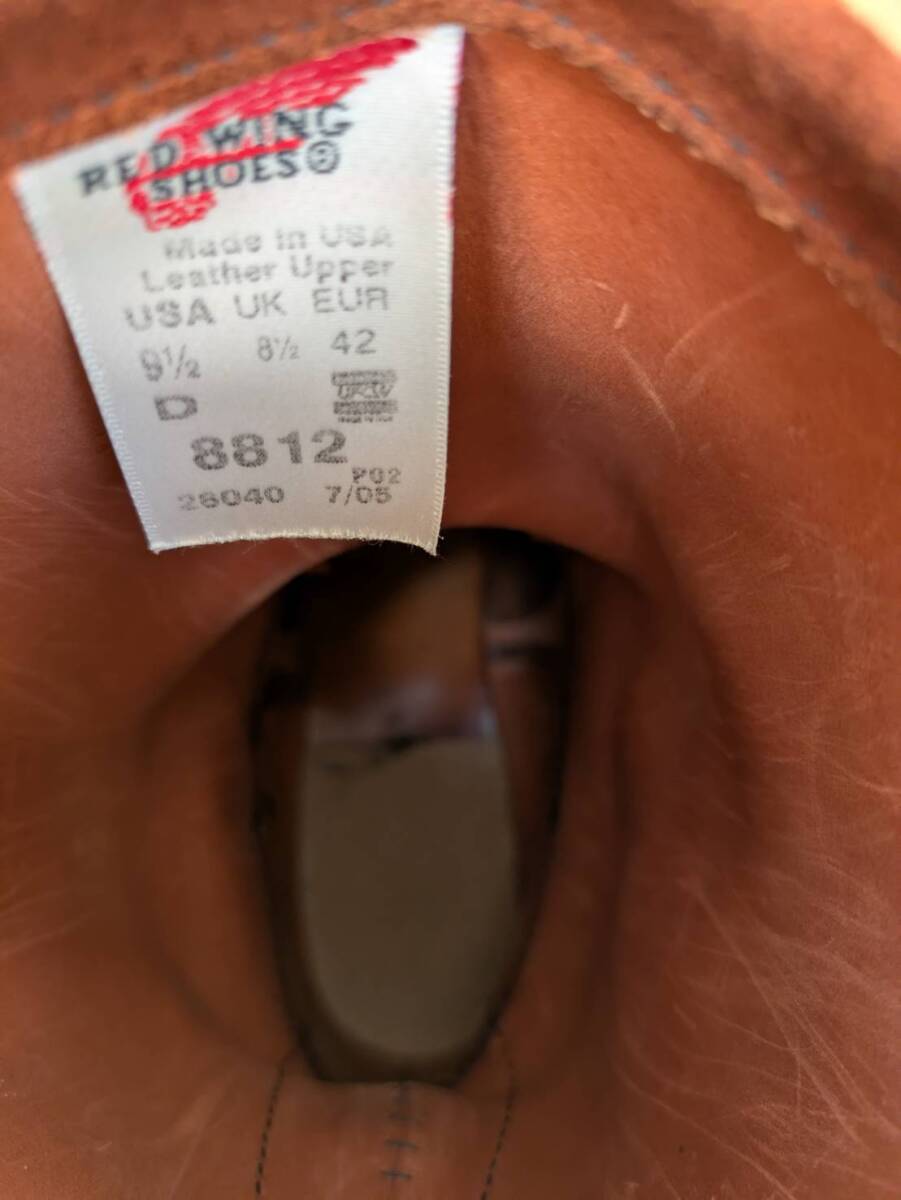 RED WING
SHOES®
Made in USA
Leather Upper
USA UK EUR
9½ 8½ 42
D
8812
P02
26040 7/05